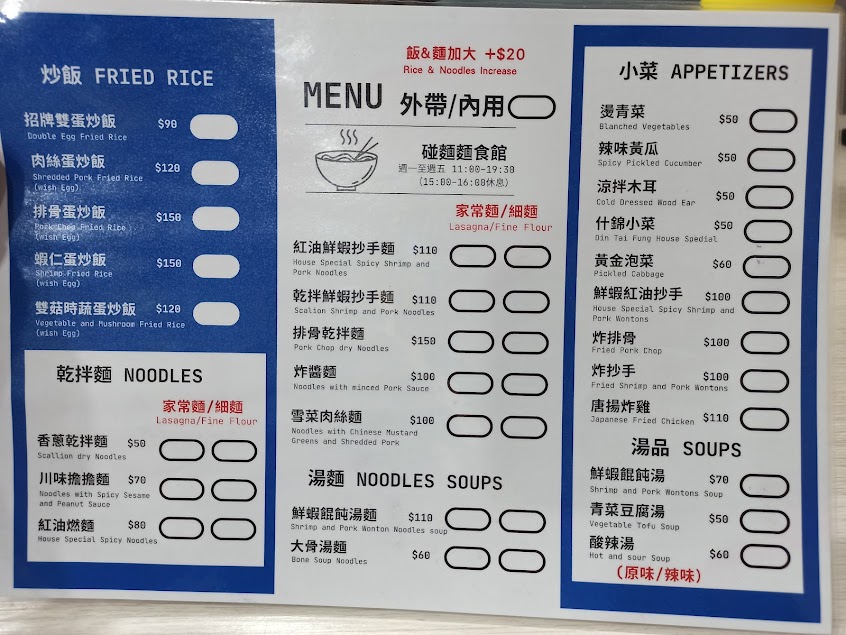 炒飯 FRIED RICE
招牌雙蛋炒飯 $90
Double Egg Fried Rice
肉絲蛋炒飯 $120
Shredded Pork Fried Rice
(wish Egg)
排骨蛋炒飯 $150
Pork Chop Fried Rice
(wish Egg)
蝦仁蛋炒飯 $150
Shrimp Fried Rice
(wish Egg)
雙菇時蔬蛋炒飯 $120
Vegetable and Mushroom Fried Rice
(wish Egg)
乾拌麵 NOODLES
家常麵/細麵
Lasagna/Fine Flour
香蔥乾拌麵 $50
Scallion dry Noodles
川味擔擔麵 $70
Noodles with Spicy Sesame
and Peanut Sauce
紅油燃麵 $80
House Special Spicy Noodles
飯&麵加大 +$20
Rice & Noodles Increase
MENU 外帶/內用
碰麵麵食館
週一至週五 11:00-19:30
(15:00-16:00休息)
家常麵/細麵
Lasagna/Fine Flour
紅油鮮蝦抄手麵 $110
House Special Spicy Shrimp and
Pork Noodles
乾拌鮮蝦抄手麵 $110
Scalion Shrimp and Pork Noodles
排骨乾拌麵 $150
Pork Chop dry Noodles
炸醬麵 $100
Noodles with minced Pork Sauce
雪菜肉絲麵 $100
Noodles with Chinese Mustard
Greens and Shredded Pork
湯麵 NOODLES SOUPS
鮮蝦餛飩湯麵 $110
Shrimp and Pork Wonton Noodles soup
大骨湯麵 $60
Bone Soup Noodles
小菜 APPETIZERS
燙青菜 $50
Blanched Vegetables
辣味黃瓜 $50
Spicy Pickled Cucumber
涼拌木耳 $50
Cold Dressed Wood Ear
什錦小菜 $50
Din Tai Fung House Spedial
黃金泡菜 $60
Pickled Cabbage
鮮蝦紅油抄手 $100
House Special Spicy Shrimp and
Pork Wontons
炸排骨 $100
Fried Pork Chop
炸抄手 $100
Fried Shrimp and Pork Wontons
唐揚炸雞 $110
Japanese Fried Chicken
湯品 SOUPS
鮮蝦餛飩湯 $70
Shrimp and Pork Wontons Soup
青菜豆腐湯 $50
Vegetable Tofu Soup
酸辣湯 $60
Hot and sour Soup
(原味/辣味)